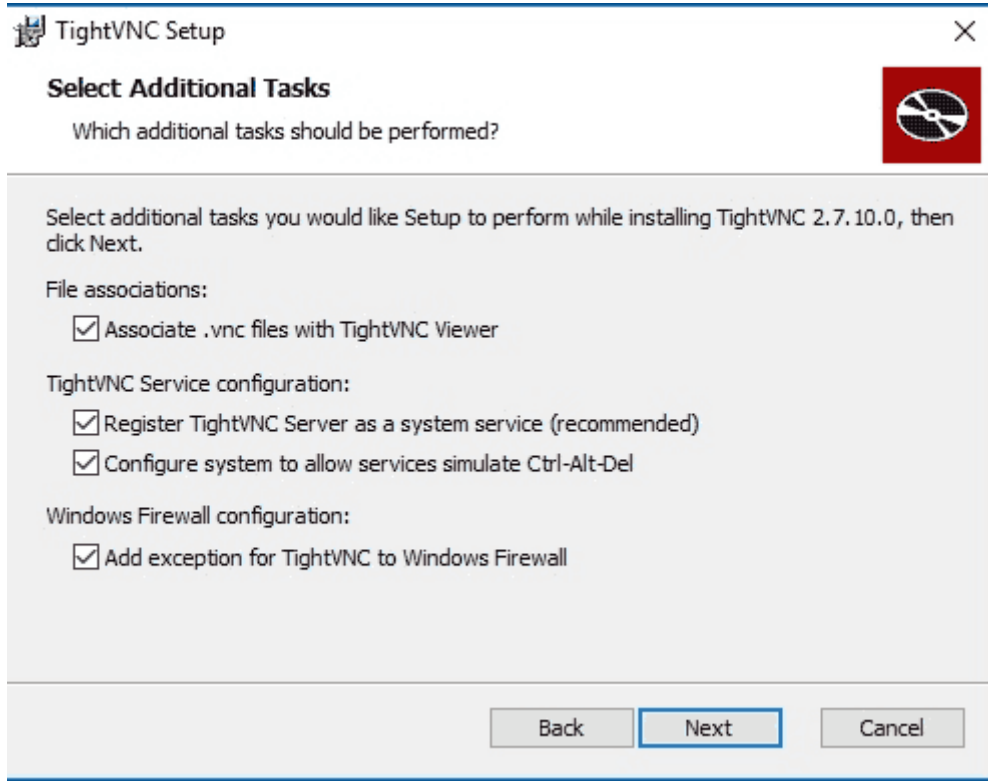 TightVNC Setup
Select Additional Tasks
Which additional tasks should be performed?
Select additional tasks you would like Setup to perform while installing TightVNC 2.7.10.0, then
click Next.
File associations:
Associate .vnc files with TightVNC Viewer
TightVNC Service configuration:
Register TightVNC Server as a system service (recommended)
Configure system to allow services simulate Ctrl-Alt-Del
Windows Firewall configuration:
Add exception for TightVNC to Windows Firewall
Back Next Cancel